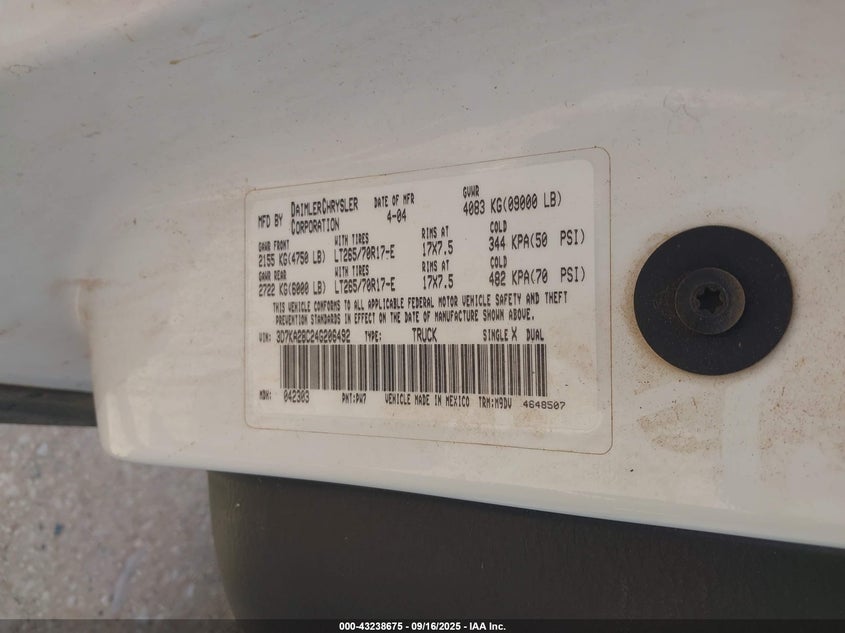 MFD BY DAIMLERCHRYSLER CORPORATION DATE OF MFR 4-04 GVWR 4083 KG(09000 LB)
GAWR FRONT WITH TIRES RIMS AT COLD
2155 KG(4750 LB) LT265/70R17-E 17X7.5 344 KPA(50 PSI)
GAWR REAR WITH TIRES RIMS AT COLD
2722 KG(6000 LB) LT265/70R17-E 17X7.5 482 KPA(70 PSI)
THIS VEHICLE CONFORMS TO ALL APPLICABLE FEDERAL MOTOR VEHICLE SAFETY AND THEFT
PREVENTION STANDARDS IN EFFECT ON THE DATE OF MANUFACTURE SHOWN ABOVE.
VIN: 3D7KA28C24G206492 TYPE: TRUCK SINGLE X DUAL
MDH: 042303 PNT:PW7 VEHICLE MADE IN MEXICO TRM:M9DV 4648507
000-43238675 - 09/16/2025 - IAA Inc.